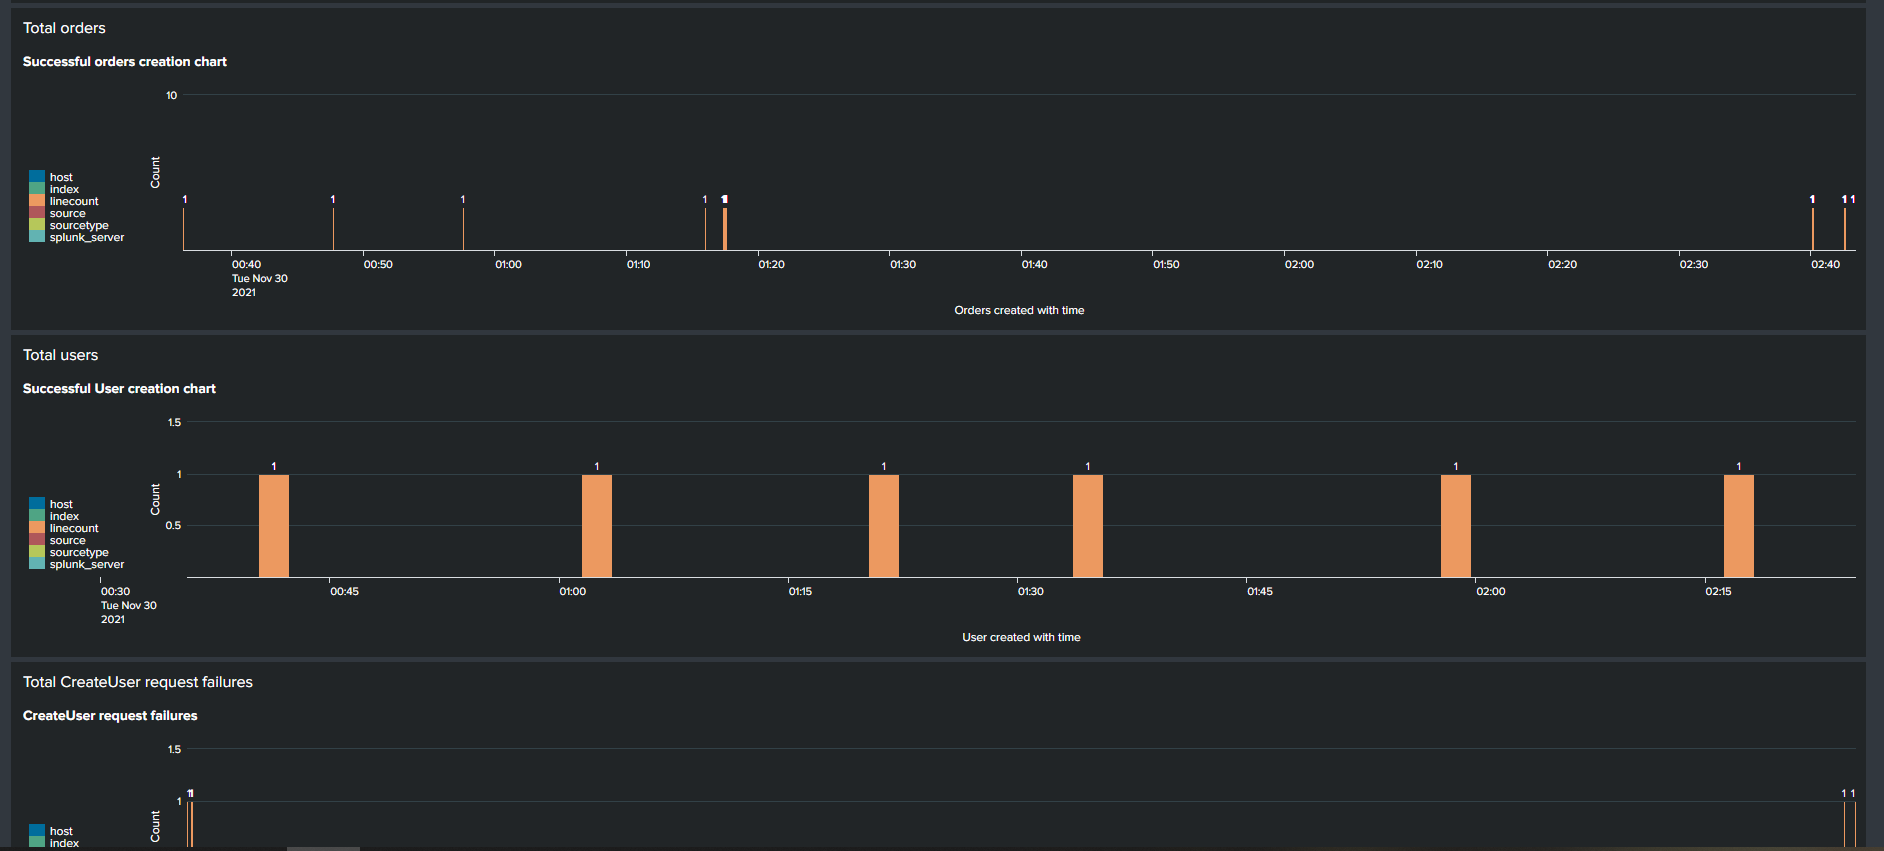 Total orders
Successful orders creation chart
10
Count
host
index
linecount
source
sourcetype
splunk_server
1 1 1 1 1 1 1 1
00:40 00:50 01:00 01:10 01:20 01:30 01:40 01:50 02:00 02:10 02:20 02:30 02:40
Tue Nov 30
2021
Orders created with time
Total users
Successful User creation chart
1.5
1
0.5
Count
host
index
linecount
source
sourcetype
splunk_server
1 1 1 1 1 1
00:30 00:45 01:00 01:15 01:30 01:45 02:00 02:15
Tue Nov 30
2021
User created with time
Total CreateUser request failures
CreateUser request failures
1.5
1
Count
host
index
11 1 1